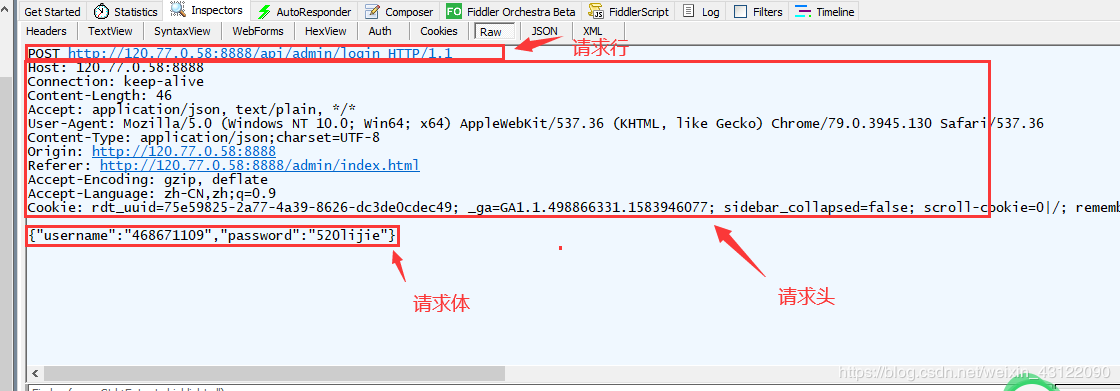 Get Started Statistics Inspectors AutoResponder Composer FO Fiddler Orchestra Beta FiddlerScript Log Filters Timeline
Headers TextView SyntaxView WebForms HexView Auth Cookies Raw JSON XML
POST http://120.77.0.58:8888/api/admin/login HTTP/1.1
请求行
Host: 120.77.0.58:8888
Connection: keep-alive
Content-Length: 46
Accept: application/json, text/plain, */*
User-Agent: Mozilla/5.0 (Windows NT 10.0; Win64; x64) AppleWebKit/537.36 (KHTML, like Gecko) Chrome/79.0.3945.130 Safari/537.36
Content-Type: application/json;charset=UTF-8
Origin: http://120.77.0.58:8888
Referer: http://120.77.0.58:8888/admin/index.html
Accept-Encoding: gzip, deflate
Accept-Language: zh-CN,zh;q=0.9
Cookie: rdt_uuid=75e59825-2a77-4a39-8626-dc3de0cdec49; _ga=GA1.1.498866331.1583946077; sidebar_collapsed=false; scroll-cookie=0|/; rememb
{"username":"468671109","password":"520lijie"}
请求头
请求体
https://blog.csdn.net/weixin_43122090